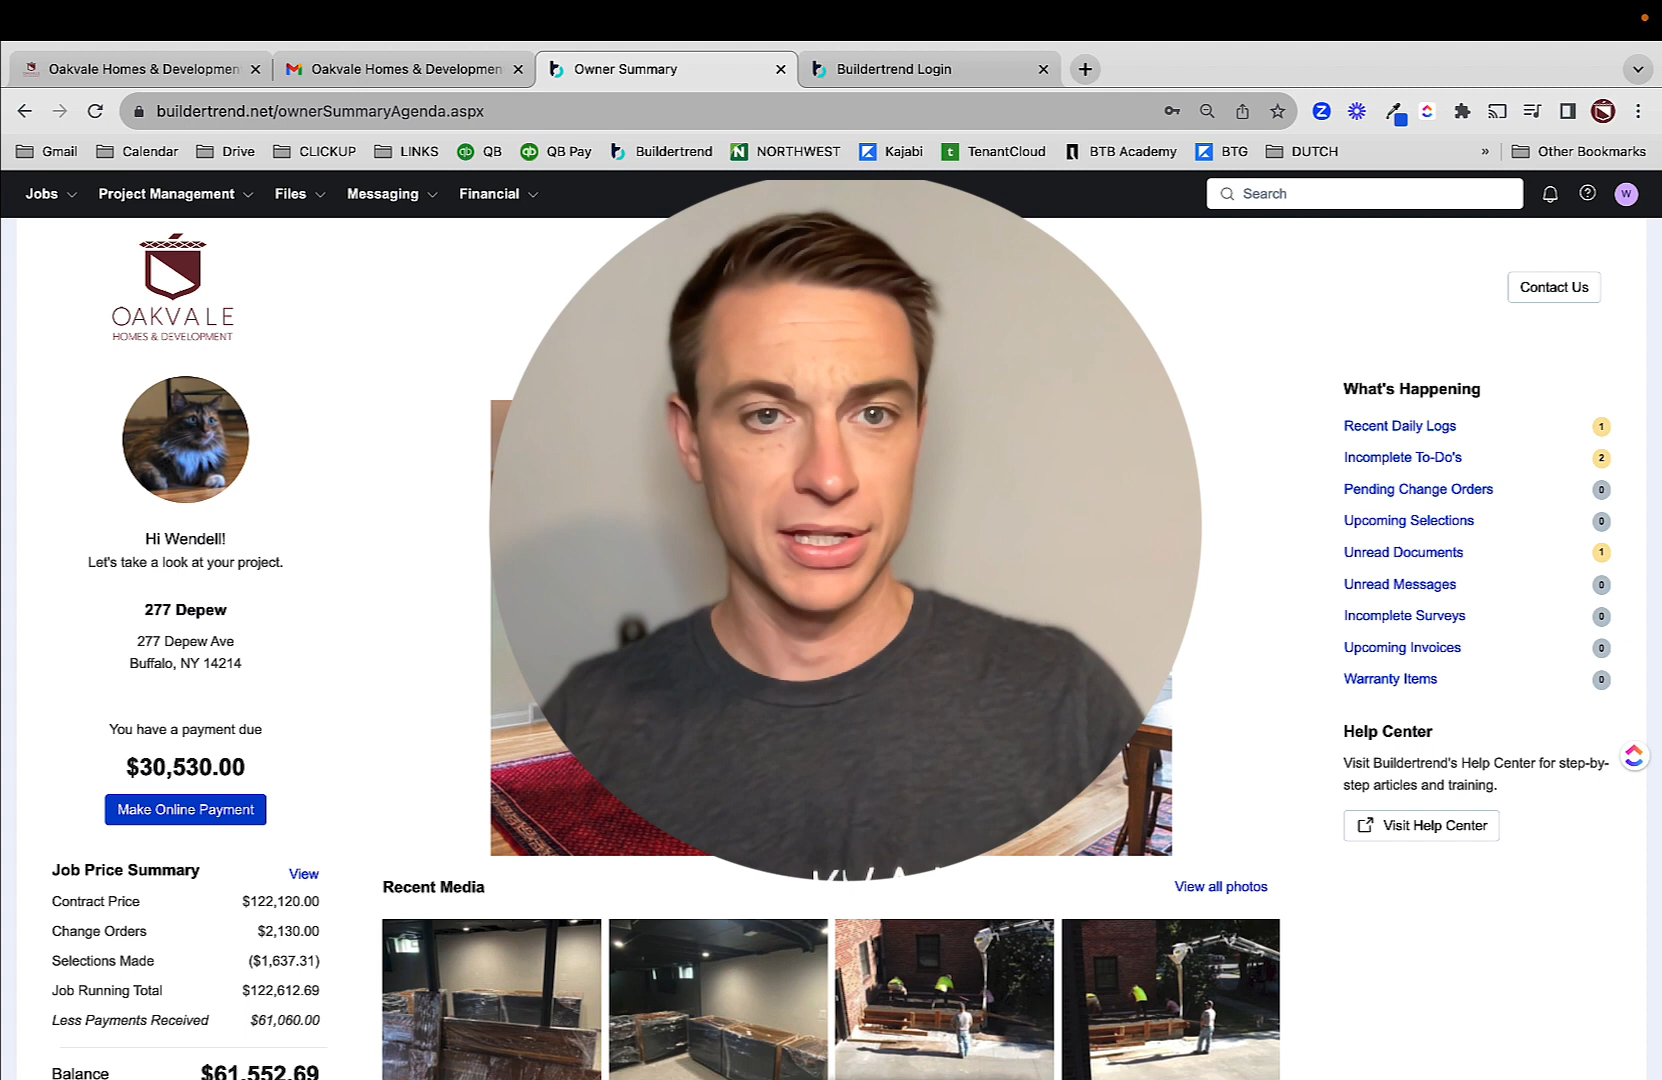 Oakvale Homes & Developmen
Oakvale Homes & Developmen
Owner Summary
Buildertrend Login
buildertrend.net/ownerSummaryAgenda.aspx
Gmail
Calendar
Drive
CLICKUP
LINKS
QB
QB Pay
Buildertrend
NORTHWEST
Kajabi
TenantCloud
BTB Academy
BTG
DUTCH
»
Other Bookmarks
Jobs
Project Management
Files
Messaging
Financial
Search
W
OAKVALE
HOMES & DEVELOPMENT
Contact Us
Hi Wendell!
Let's take a look at your project.
277 Depew
277 Depew Ave
Buffalo, NY 14214
You have a payment due
$30,530.00
Make Online Payment
Job Price Summary View
Contract Price $122,120.00
Change Orders $2,130.00
Selections Made ($1,637.31)
Job Running Total $122,612.69
Less Payments Received $61,060.00
Balance $61,552.69
Recent Media
View all photos
What's Happening
Recent Daily Logs 1
Incomplete To-Do's 2
Pending Change Orders 0
Upcoming Selections 0
Unread Documents 1
Unread Messages 0
Incomplete Surveys 0
Upcoming Invoices 0
Warranty Items 0
Help Center
Visit Buildertrend's Help Center for step-by-
step articles and training.
Visit Help Center